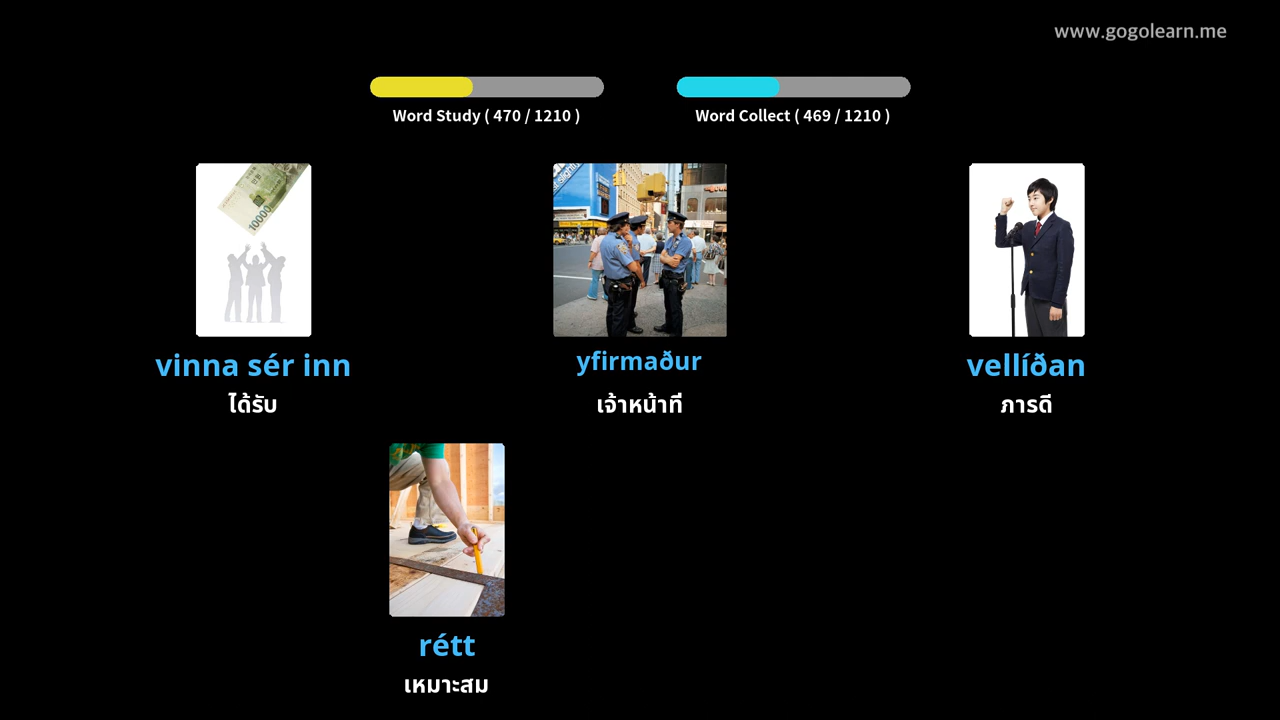 www.gogolearn.me
Word Study ( 470 / 1210 )
Word Collect ( 469 / 1210 )
10000
vinna sér inn
yfirmaður
vellíðan
ได้รับ
เจ้าหน้าที่
ภารดี
rétt
เหมาะสม